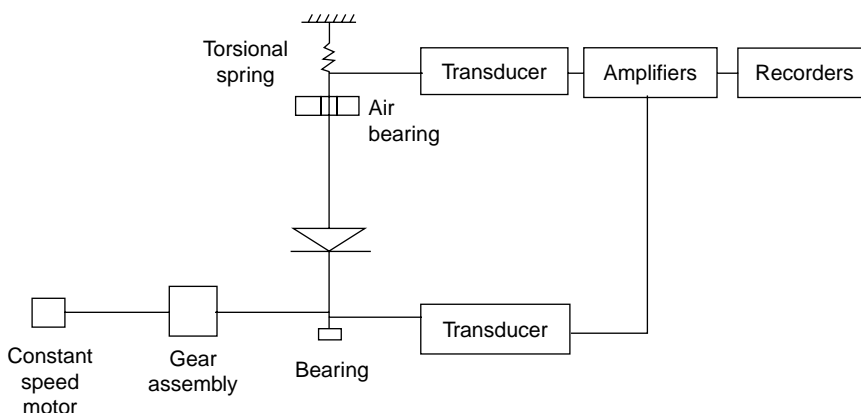 Torsional
spring
Transducer
Amplifiers
Recorders
Air
bearing
Transducer
Constant
speed
motor
Gear
assembly
Bearing